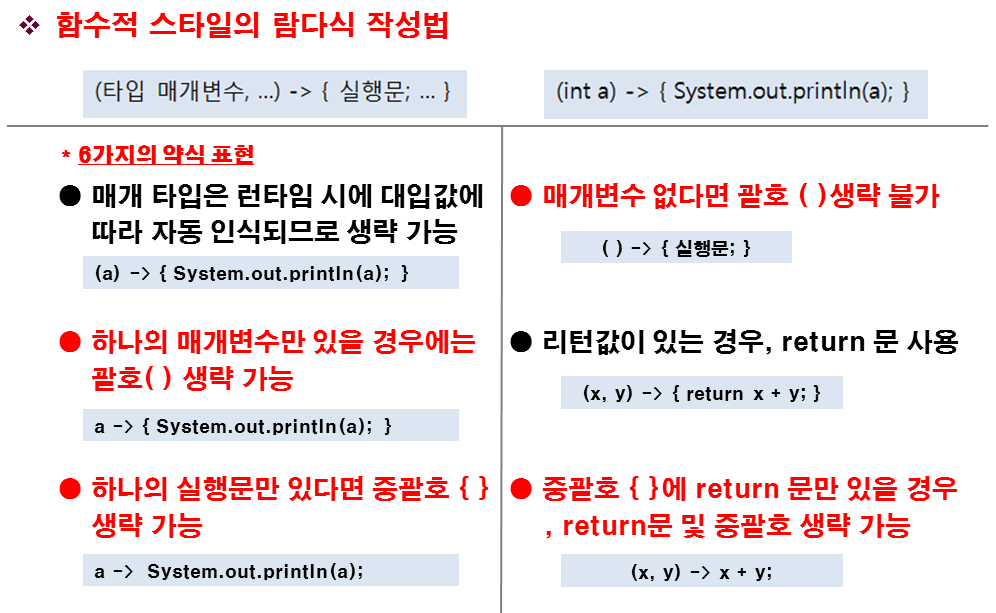 ❖ 함수적 스타일의 람다식 작성법
(타입 매개변수, ...) -> { 실행문; ... }
(int a) -> { System.out.println(a); }
* 6가지의 약식 표현
● 매개 타입은 런타임 시에 대입값에
따라 자동 인식되므로 생략 가능
(a) -> { System.out.println(a); }
● 하나의 매개변수만 있을 경우에는
괄호( ) 생략 가능
a -> { System.out.println(a); }
● 하나의 실행문만 있다면 중괄호 { }
생략 가능
a -> System.out.println(a);
● 매개변수 없다면 괄호 ( )생략 불가
( ) -> { 실행문; }
● 리턴값이 있는 경우, return 문 사용
(x, y) -> { return x + y; }
● 중괄호 { }에 return 문만 있을 경우
, return문 및 중괄호 생략 가능
(x, y) -> x + y;